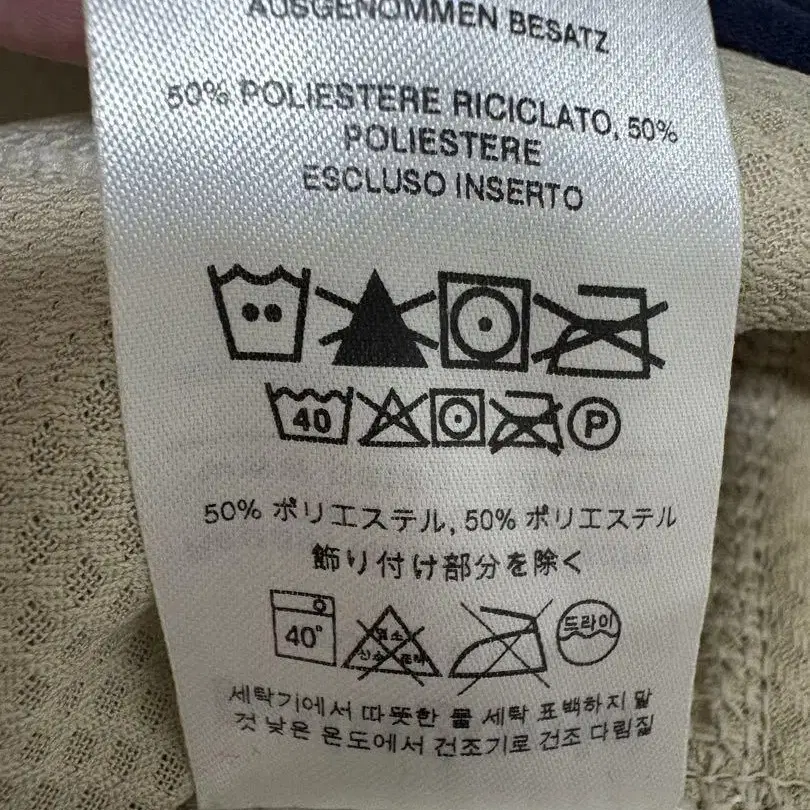 AUSGENOMMEN BESATZ
50% POLIESTERE RICICLATO, 50%
POLIESTERE
ESCLUSO INSERTO
40
P
50% ポリエステル, 50% ポリエステル
飾り付け部分を除く
40°
드라이
세탁기에서 따뜻한 물 세탁 표백하지 말
것 낮은 온도에서 건조기로 건조 다림질